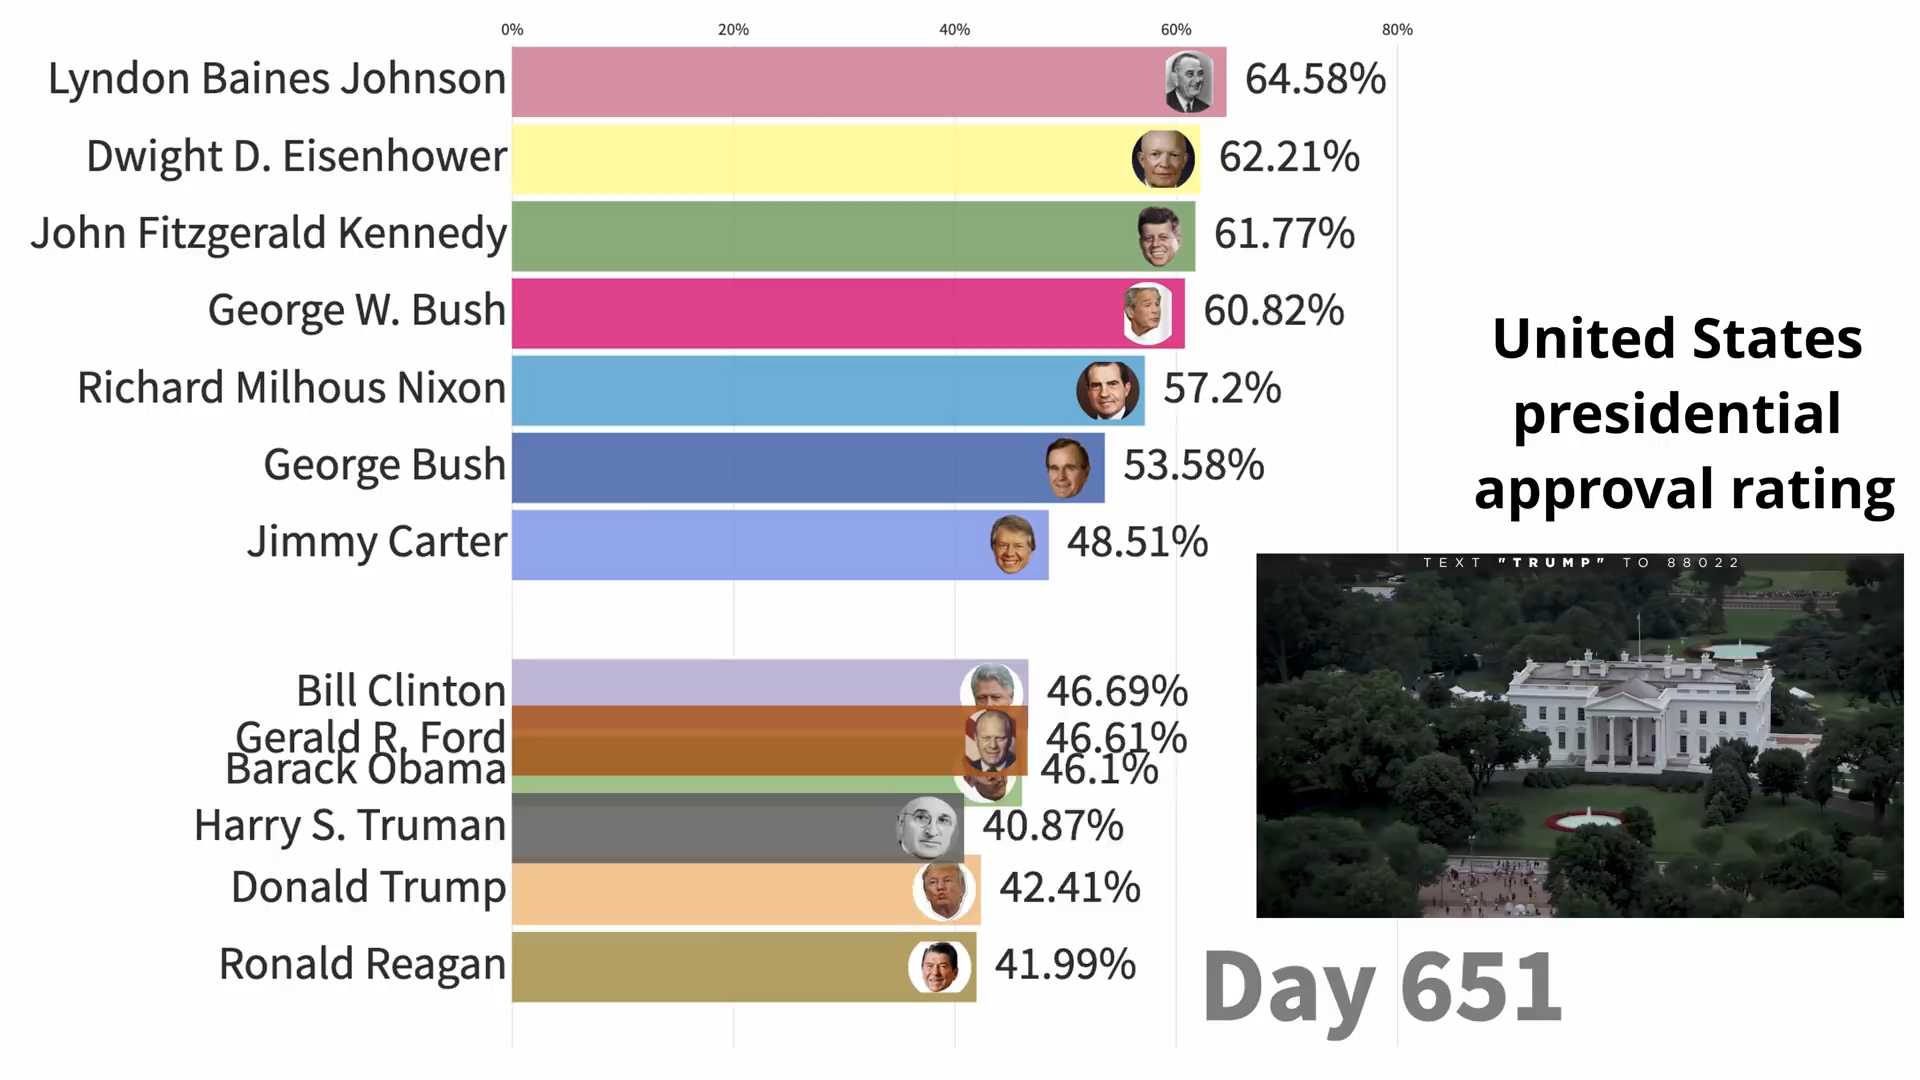 0% 20% 40% 60% 80%
Lyndon Baines Johnson 64.58%
Dwight D. Eisenhower 62.21%
John Fitzgerald Kennedy 61.77%
George W. Bush 60.82%
Richard Milhous Nixon 57.2%
George Bush 53.58%
Jimmy Carter 48.51%
Bill Clinton 46.69%
Gerald R. Ford 46.61%
Barack Obama 46.1%
Harry S. Truman 40.87%
Donald Trump 42.41%
Ronald Reagan 41.99%
United States
presidential
approval rating
TEXT "TRUMP" TO 88022
Day 651